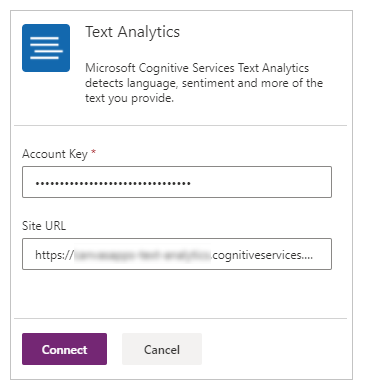 Text Analytics
Microsoft Cognitive Services Text Analytics
detects language, sentiment and more of the
text you provide.
Account Key *
••••••••••••••••••••••••••••••••
Site URL
https:// .cognitiveservices....
Connect Cancel